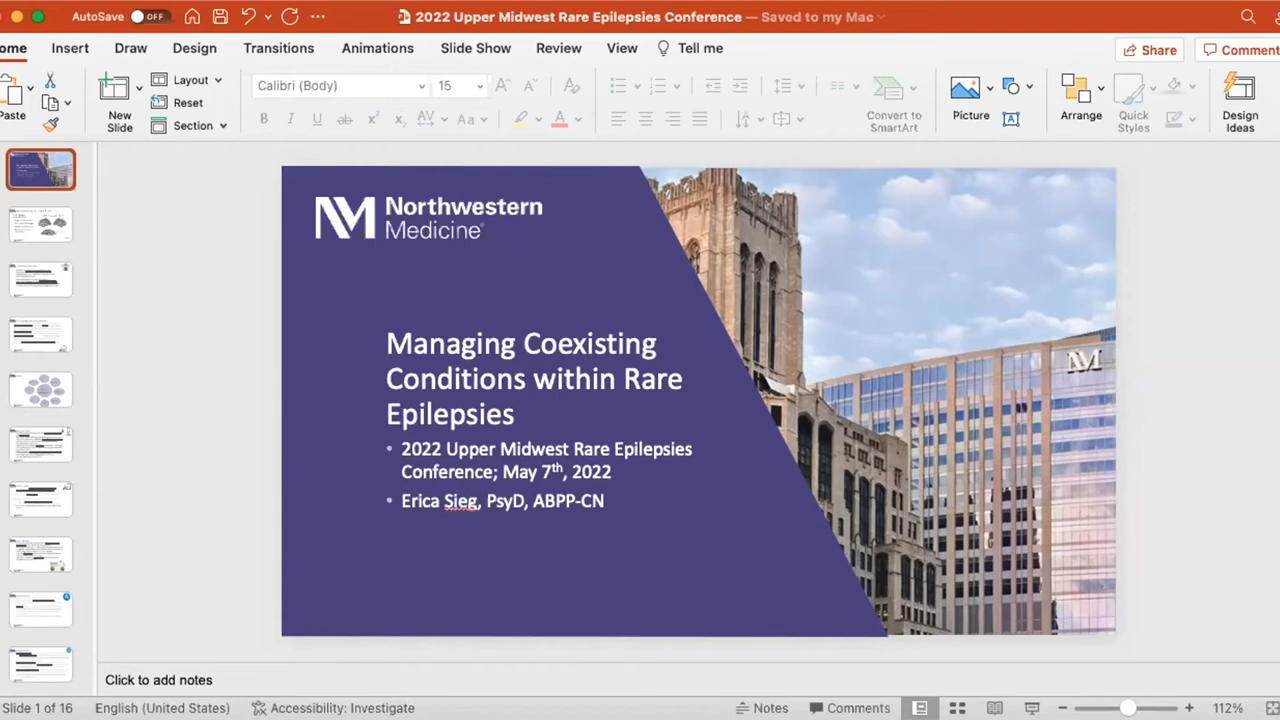 AutoSave OFF
2022 Upper Midwest Rare Epilepsies Conference — Saved to my Mac
ome Insert Draw Design Transitions Animations Slide Show Review View Tell me
Share Comment
Paste
New
Slide
Layout
Reset
Section
Calibri (Body) 15
B I U ab AV Aa A
Convert to
SmartArt
Picture
Arrange
Quick
Styles
Design
Ideas
Northwestern
Medicine®
Managing Coexisting
Conditions within Rare
Epilepsies
• 2022 Upper Midwest Rare Epilepsies
Conference; May 7th, 2022
• Erica Sieg, PsyD, ABPP-CN
Click to add notes
Slide 1 of 16 English (United States) Accessibility: Investigate Notes Comments 112%